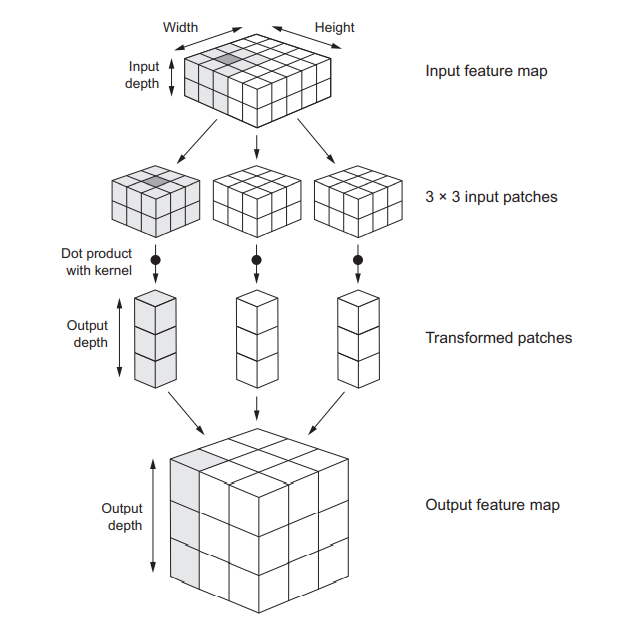 Width
Height
Input
depth
Input feature map
3 × 3 input patches
Dot product
with kernel
Output
depth
Transformed patches
Output
depth
Output feature map